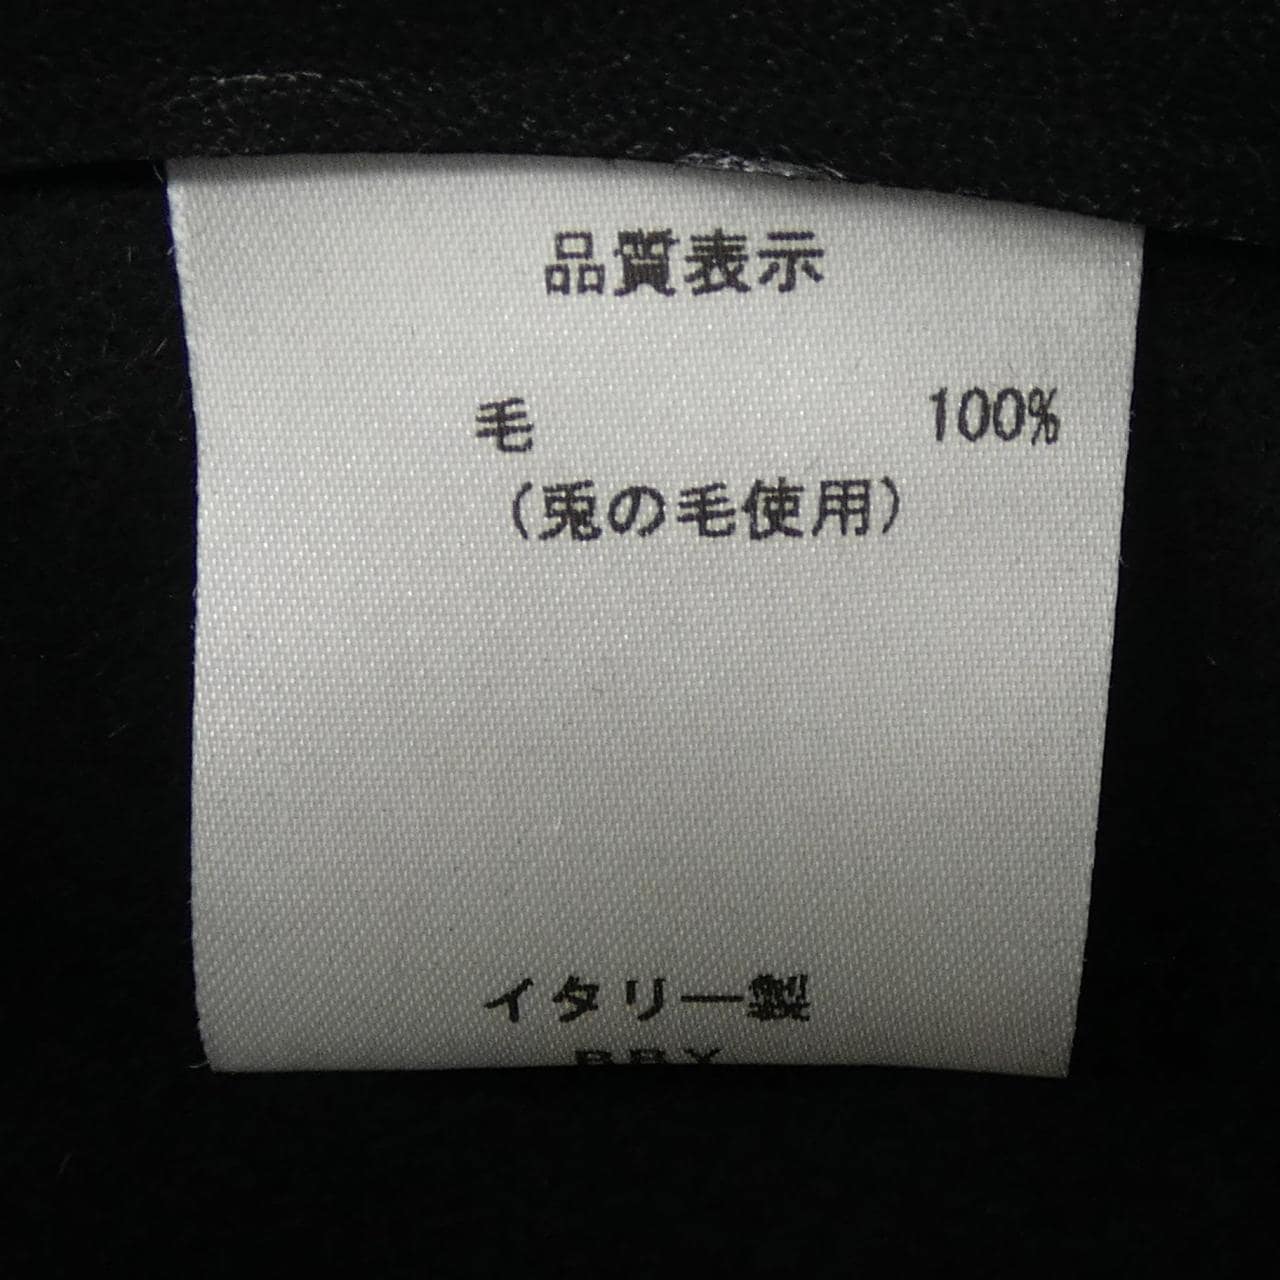 品質表示
毛 100%
(兎の毛使用)
イタリー製